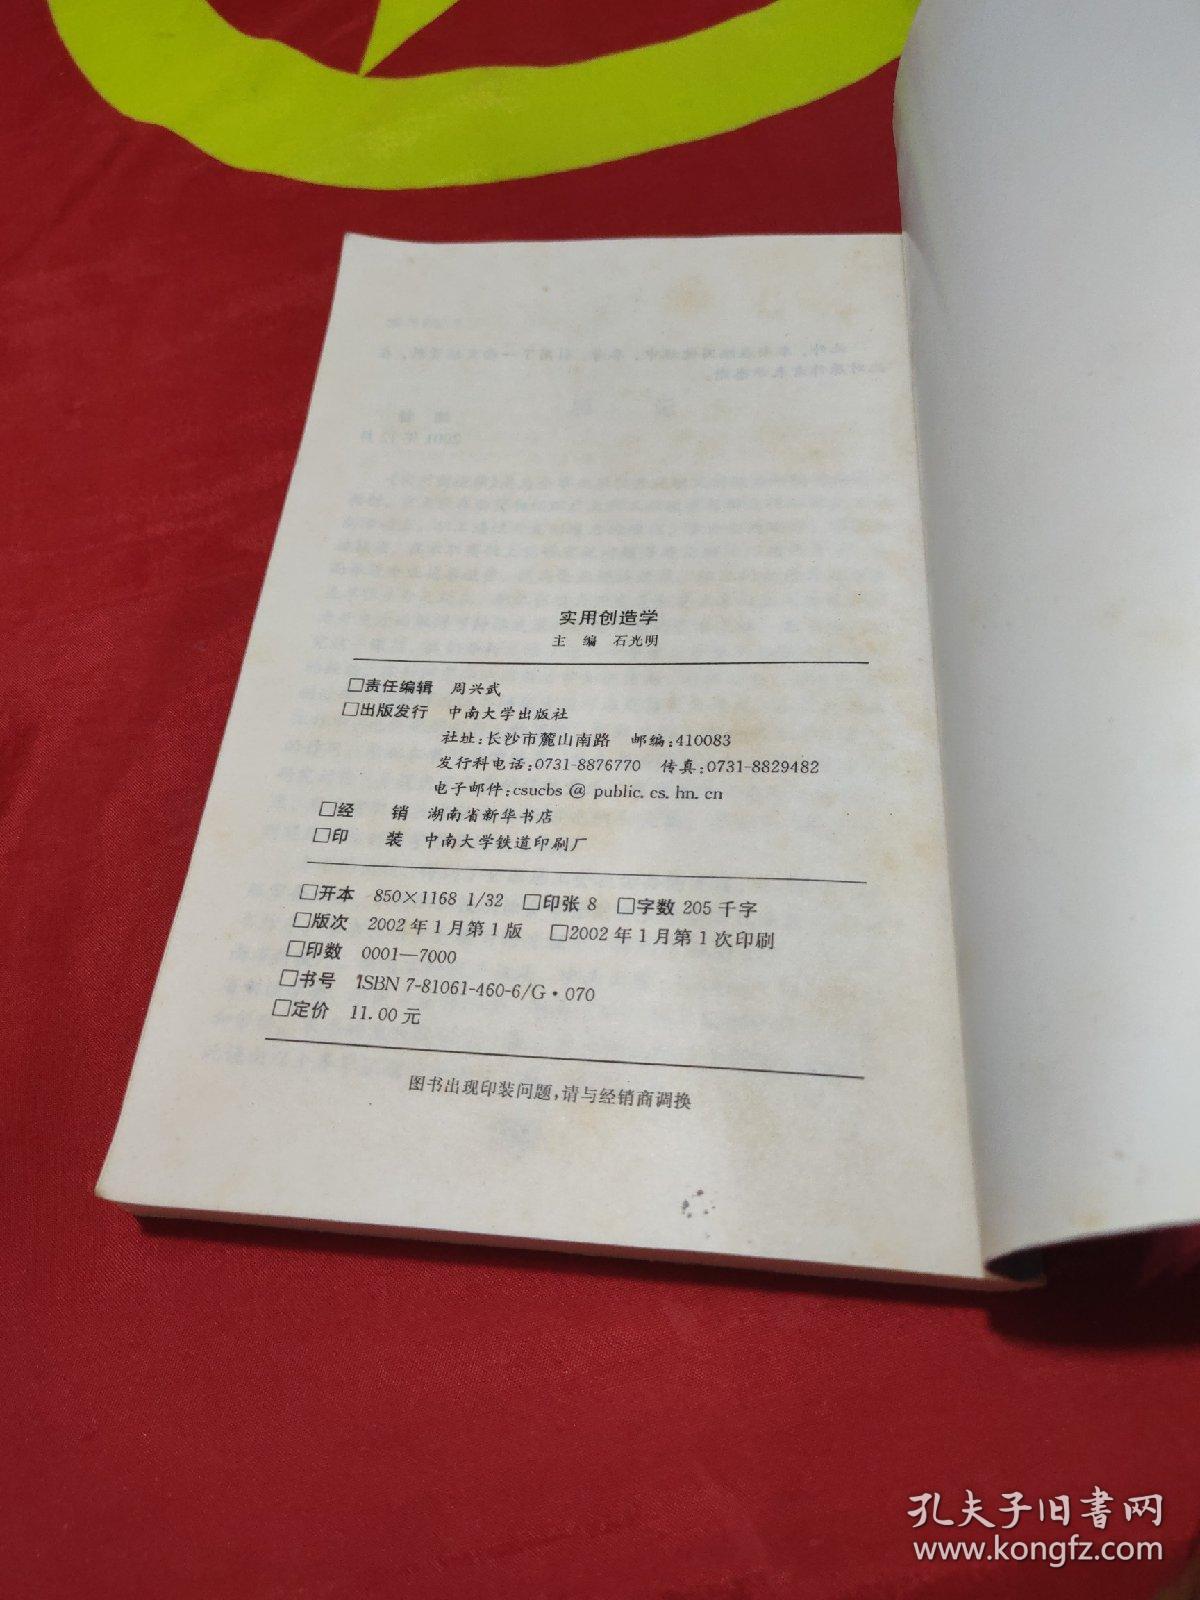 实用创造学
主 编 石光明
□责任编辑 周兴武
□出版发行 中南大学出版社
社址:长沙市麓山南路 邮编:410083
发行科电话:0731-8876770 传真:0731-8829482
电子邮件:csucbs @ public. cs. hn. cn
□经 销 湖南省新华书店
□印 装 中南大学铁道印刷厂
□开本 850×1168 1/32 □印张 8 □字数 205 千字
□版次 2002 年 1 月第 1 版 □2002 年 1 月第 1 次印刷
□印数 0001—7000
□书号 ISBN 7-81061-460-6/G·070
□定价 11.00 元
图书出现印装问题,请与经销商调换
孔夫子旧书网
www.kongfz.com